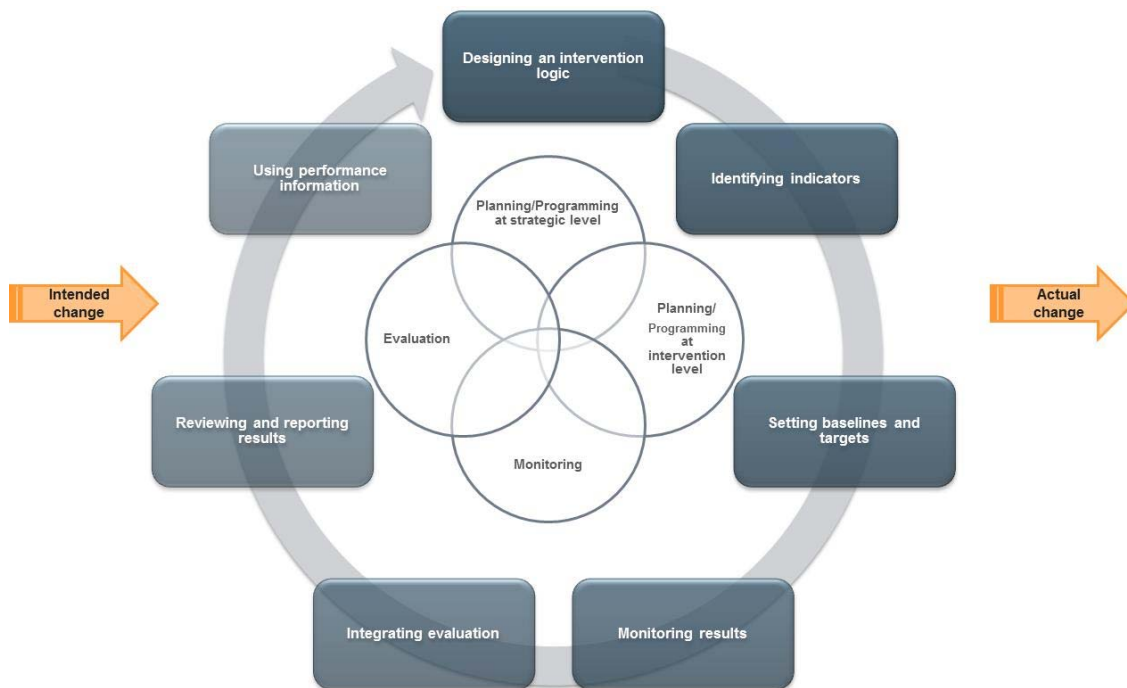 Designing an intervention
logic
Identifying indicators
Setting baselines and
targets
Monitoring results
Integrating evaluation
Reviewing and reporting
results
Using performance
information
Planning/Programming
at strategic level
Planning/
Programming
at
intervention
level
Monitoring
Evaluation
Intended
change
Actual
change